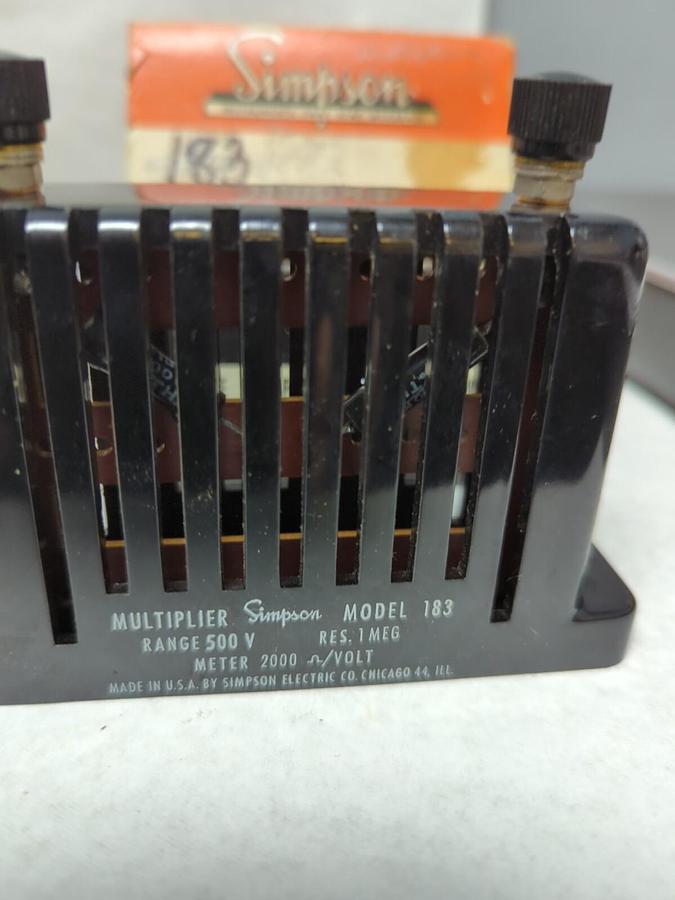 Simpson
183
MULTIPLIER Simpson MODEL 183
RANGE 500 V RES. 1 MEG
METER 2000 Ω/VOLT
MADE IN U.S.A. BY SIMPSON ELECTRIC CO. CHICAGO 44, ILL.